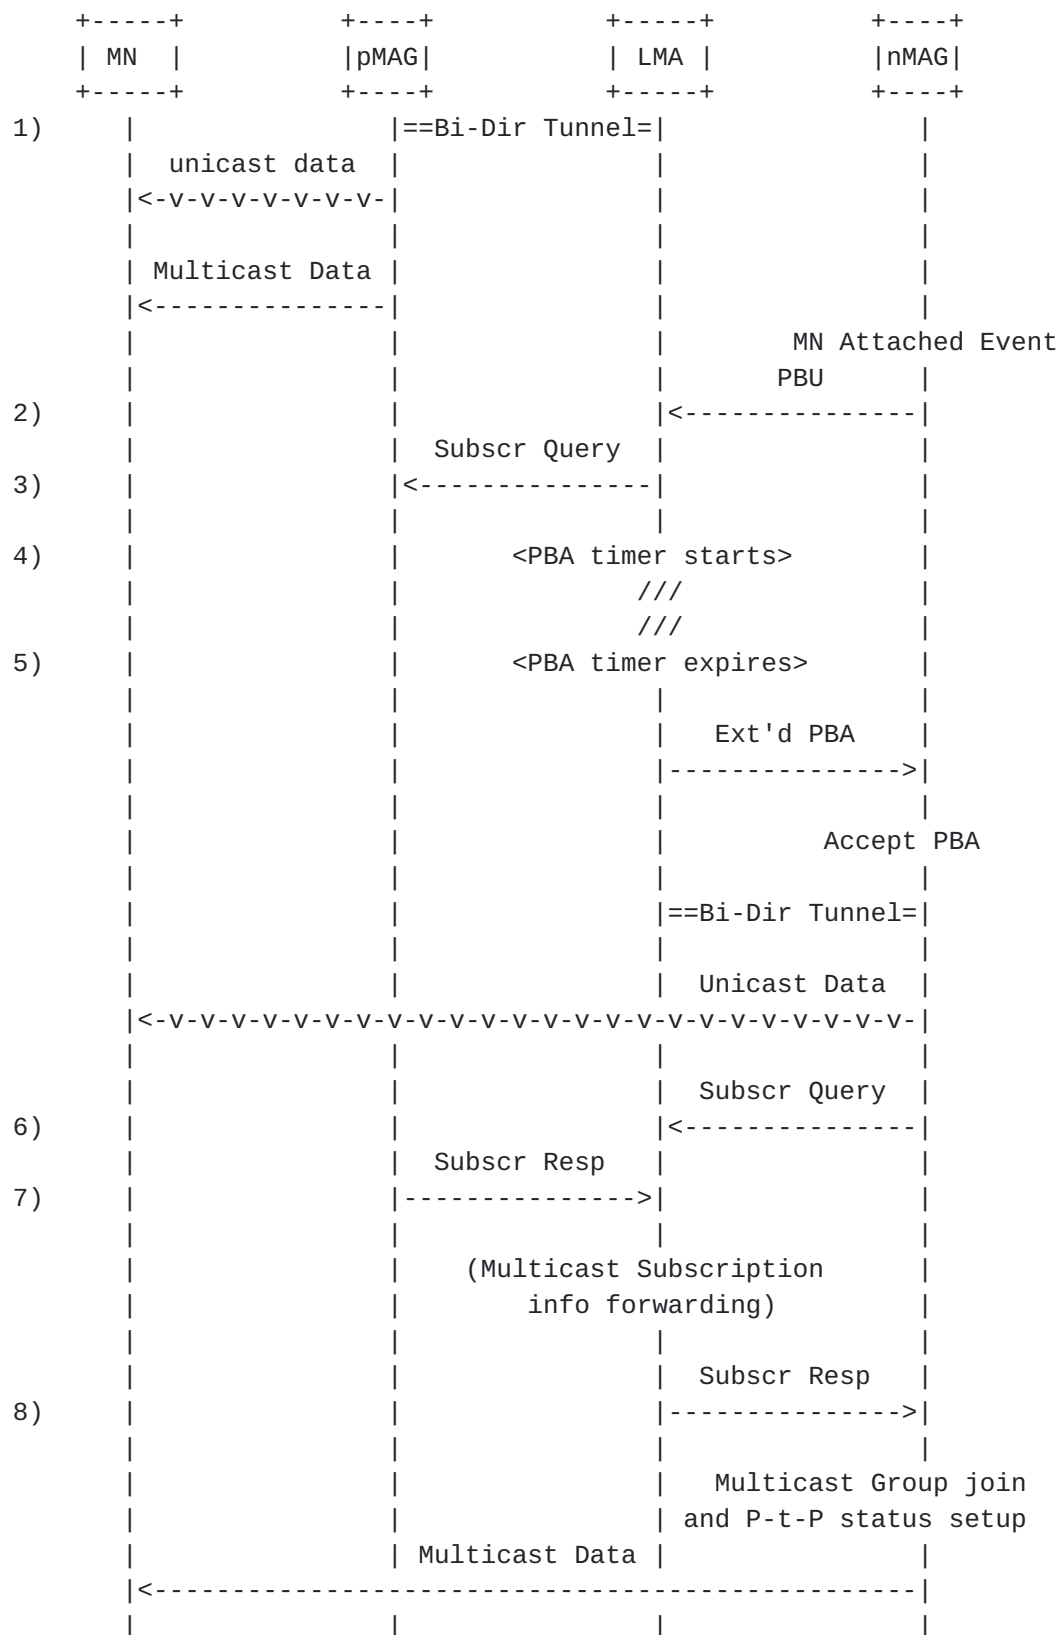 +-----+          +----+           +-----+          +----+
| MN  |          |pMAG|           | LMA |          |nMAG|
+-----+          +----+           +-----+          +----+
1)     |                |==Bi-Dir Tunnel=|                |
|  unicast data  |                |                |
|<-v-v-v-v-v-v-v-|                |                |
|                |                |                |
| Multicast Data |                |                |
|<---------------|                |                |
|                |                |        MN Attached Event
|                |                |       PBU      |
2)     |                |                |<---------------|
|                |  Subscr Query  |                |
3)     |                |<---------------|                |
|                |                |                |
4)     |                |       <PBA timer starts>        |
|                |               ///               |
|                |               ///               |
5)     |                |       <PBA timer expires>       |
|                |                |                |
|                |                |   Ext'd PBA    |
|                |                |--------------->|
|                |                |                |
|                |                |          Accept PBA
|                |                |                |
|                |                |==Bi-Dir Tunnel=|
|                |                |                |
|                |                |  Unicast Data  |
|<-v-v-v-v-v-v-v-v-v-v-v-v-v-v-v-v-v-v-v-v-v-v-v-v-|
|                |                |                |
|                |                |  Subscr Query  |
6)     |                |                |<---------------|
|                |  Subscr Resp   |                |
7)     |                |--------------->|                |
|                |                |                |
|                |    (Multicast Subscription      |
|                |        info forwarding)         |
|                |                |                |
|                |                |  Subscr Resp   |
8)     |                |                |--------------->|
|                |                |                |
|                |                |   Multicast Group join
|                |                | and P-t-P status setup
|                | Multicast Data |                |
|<-------------------------------------------------|
|                |                |                |